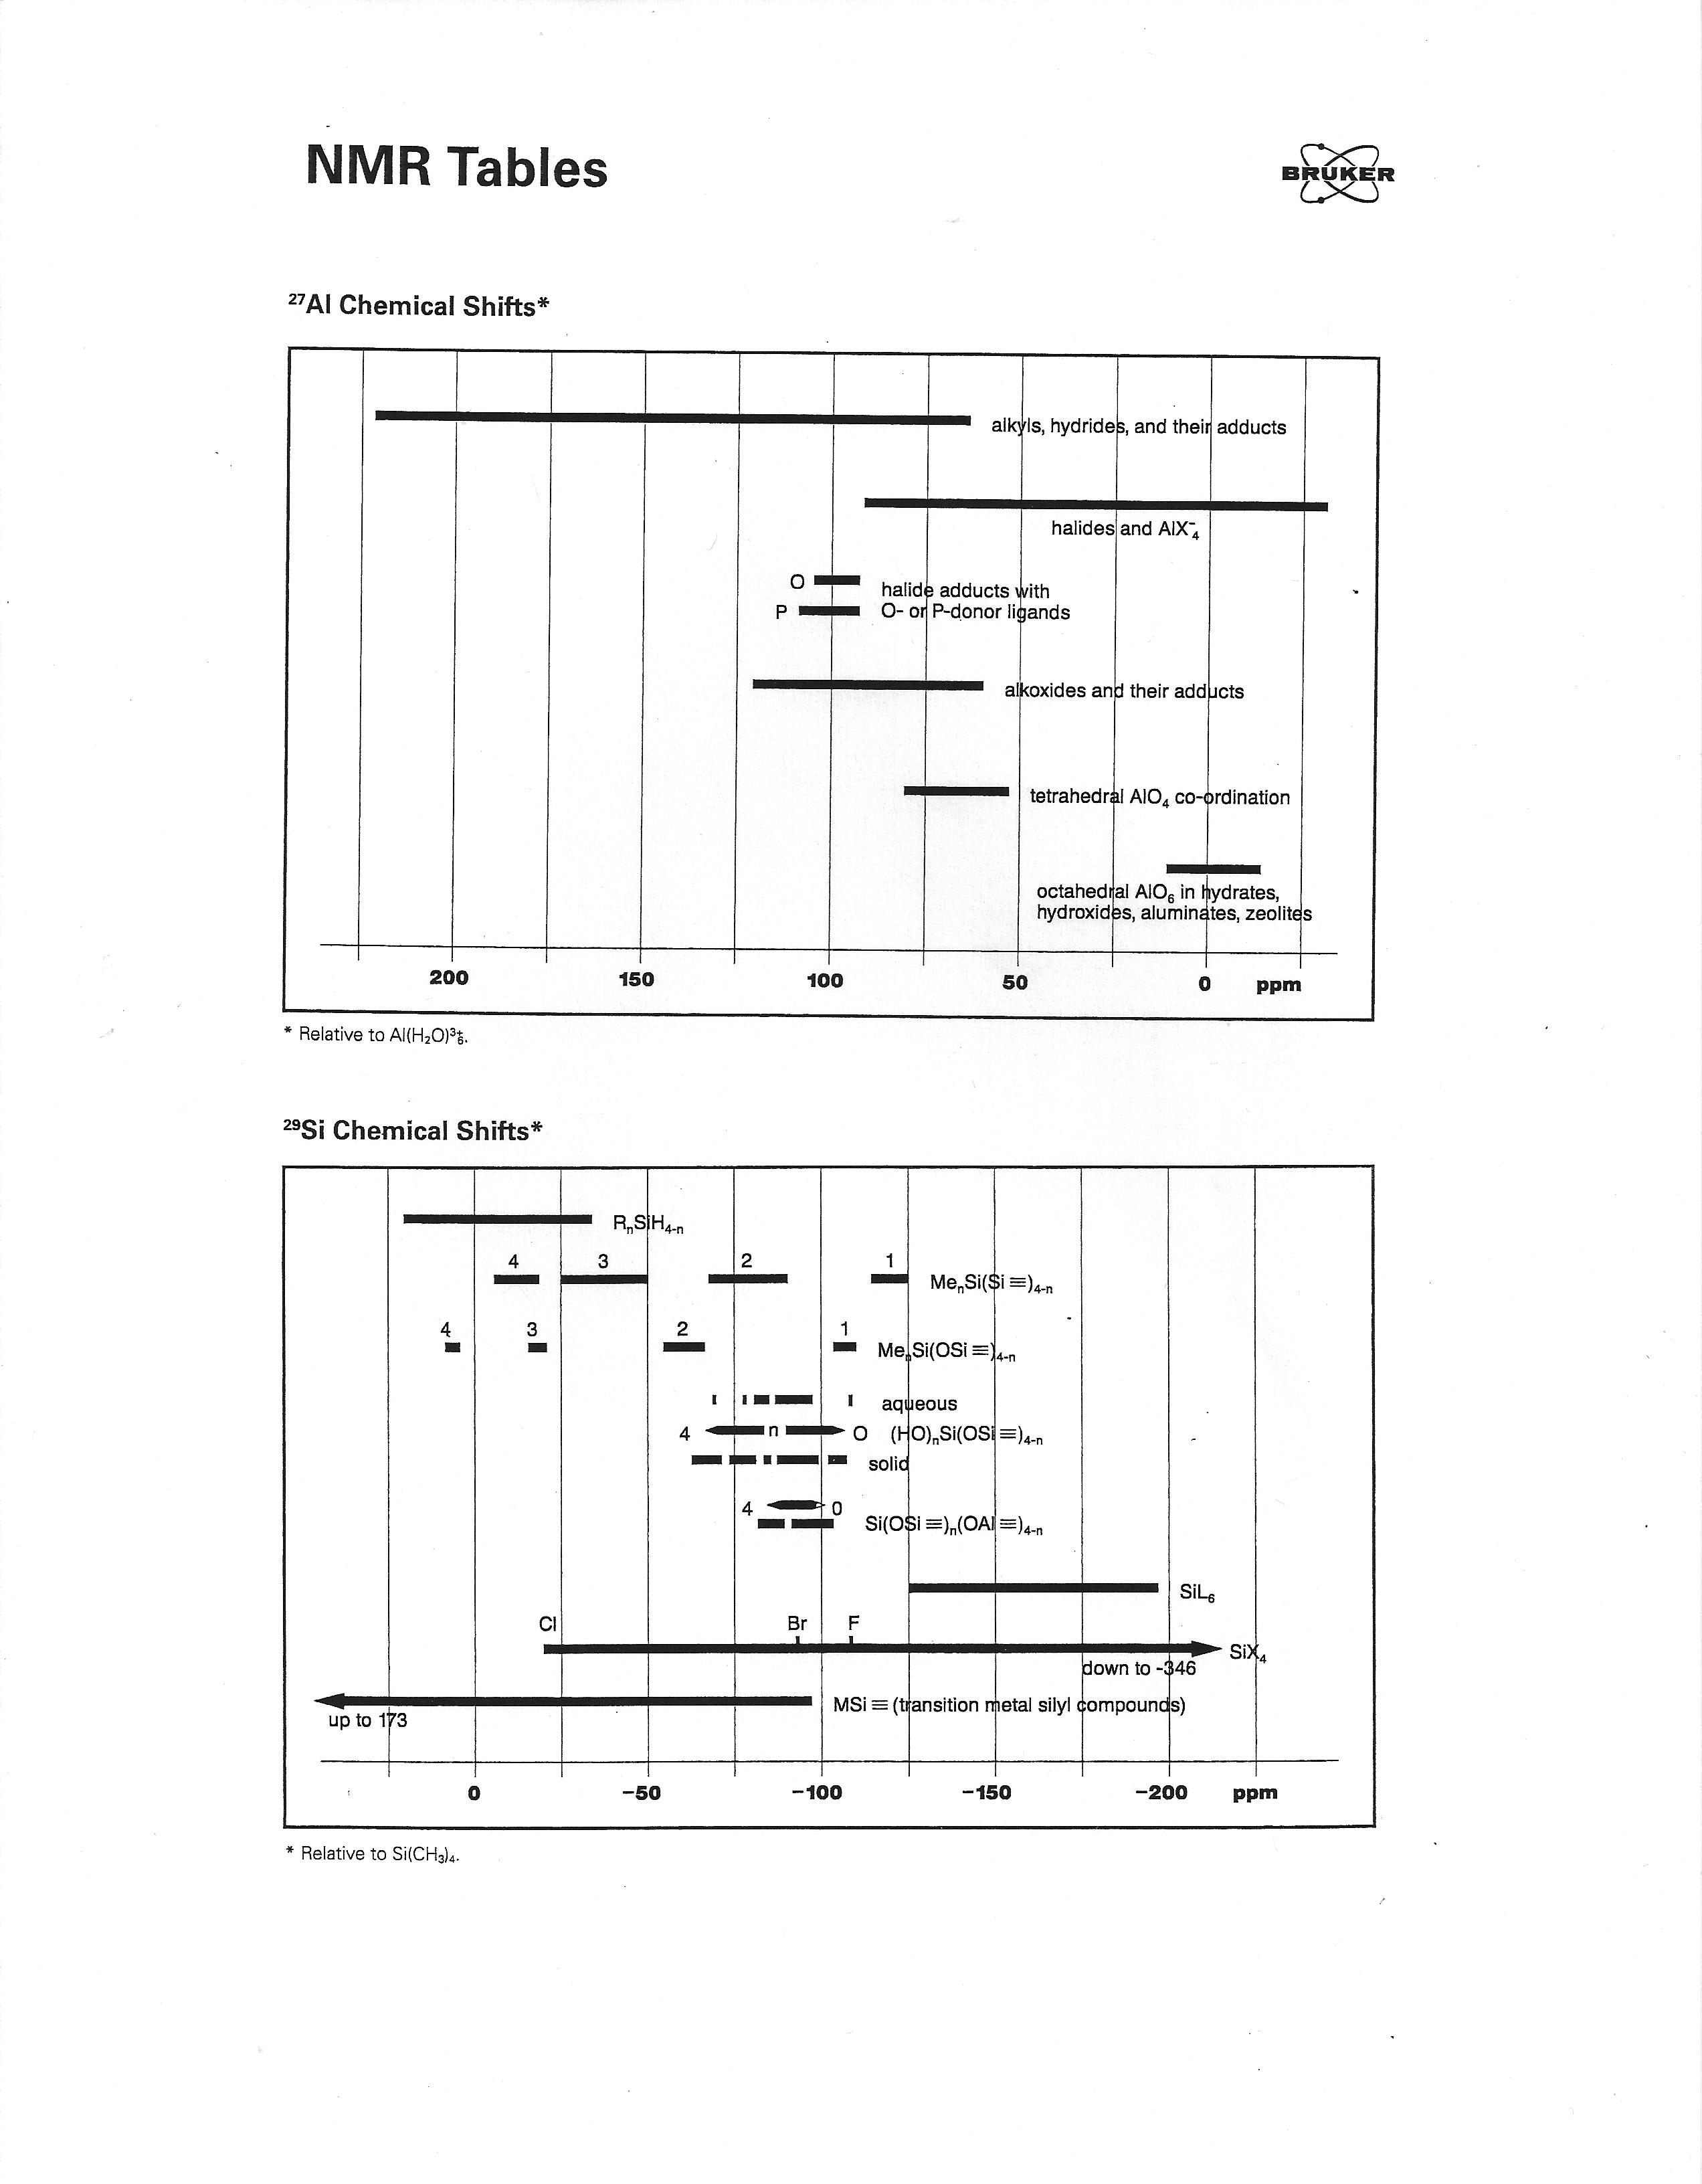 NMR Tables
BRUKER
²⁷Al Chemical Shifts*
alkyls, hydrides, and their adducts
halides and AlX₄⁻
O
halide adducts with
P
O- or P-donor ligands
alkoxides and their adducts
tetrahedral AlO₄ co-ordination
octahedral AlO₆ in hydrates,
hydroxides, aluminates, zeolites
200 150 100 50 0 ppm
* Relative to Al(H₂O)₆³⁺.
²⁹Si Chemical Shifts*
RₙSiH₄₋ₙ
4 3 2 1
MeₙSi(Si≡)₄₋ₙ
4 3 2 1
MeₙSi(OSi≡)₄₋ₙ
aqueous
4 n O (HO)ₙSi(OSi≡)₄₋ₙ
solid
4 0
Si(OSi≡)ₙ(OAl≡)₄₋ₙ
SiL₆
Cl Br F
SiX₄
down to -346
MSi≡ (transition metal silyl compounds)
up to 173
0 −50 −100 −150 −200 ppm
* Relative to Si(CH₃)₄.